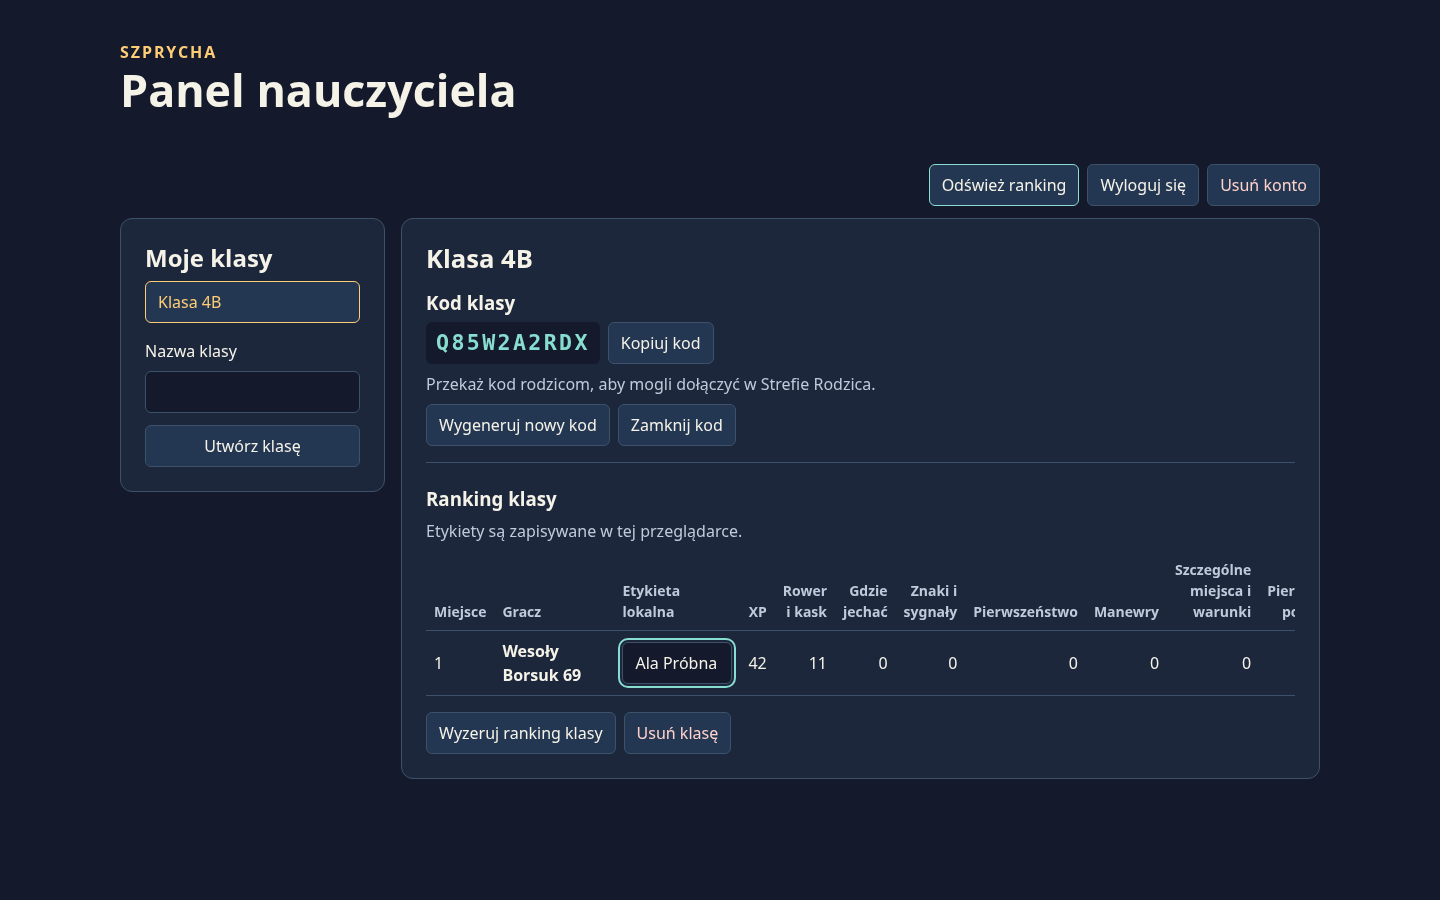 SZPRYCHA
Panel nauczyciela
Odśwież ranking
Wyloguj się
Usuń konto
Moje klasy
Klasa 4B
Nazwa klasy
Utwórz klasę
Klasa 4B
Kod klasy
Q85W2A2RDX
Kopiuj kod
Przekaż kod rodzicom, aby mogli dołączyć w Strefie Rodzica.
Wygeneruj nowy kod
Zamknij kod
Ranking klasy
Etykiety są zapisywane w tej przeglądarce.
Miejsce
Gracz
Etykieta
lokalna
XP
Rower
i kask
Gdzie
jechać
Znaki i
sygnały
Pierwszeństwo
Manewry
Szczególne
miejsca i
warunki
1
Wesoły
Borsuk 69
Ala Próbna
42
11
0
0
0
0
0
Wyzeruj ranking klasy
Usuń klasę